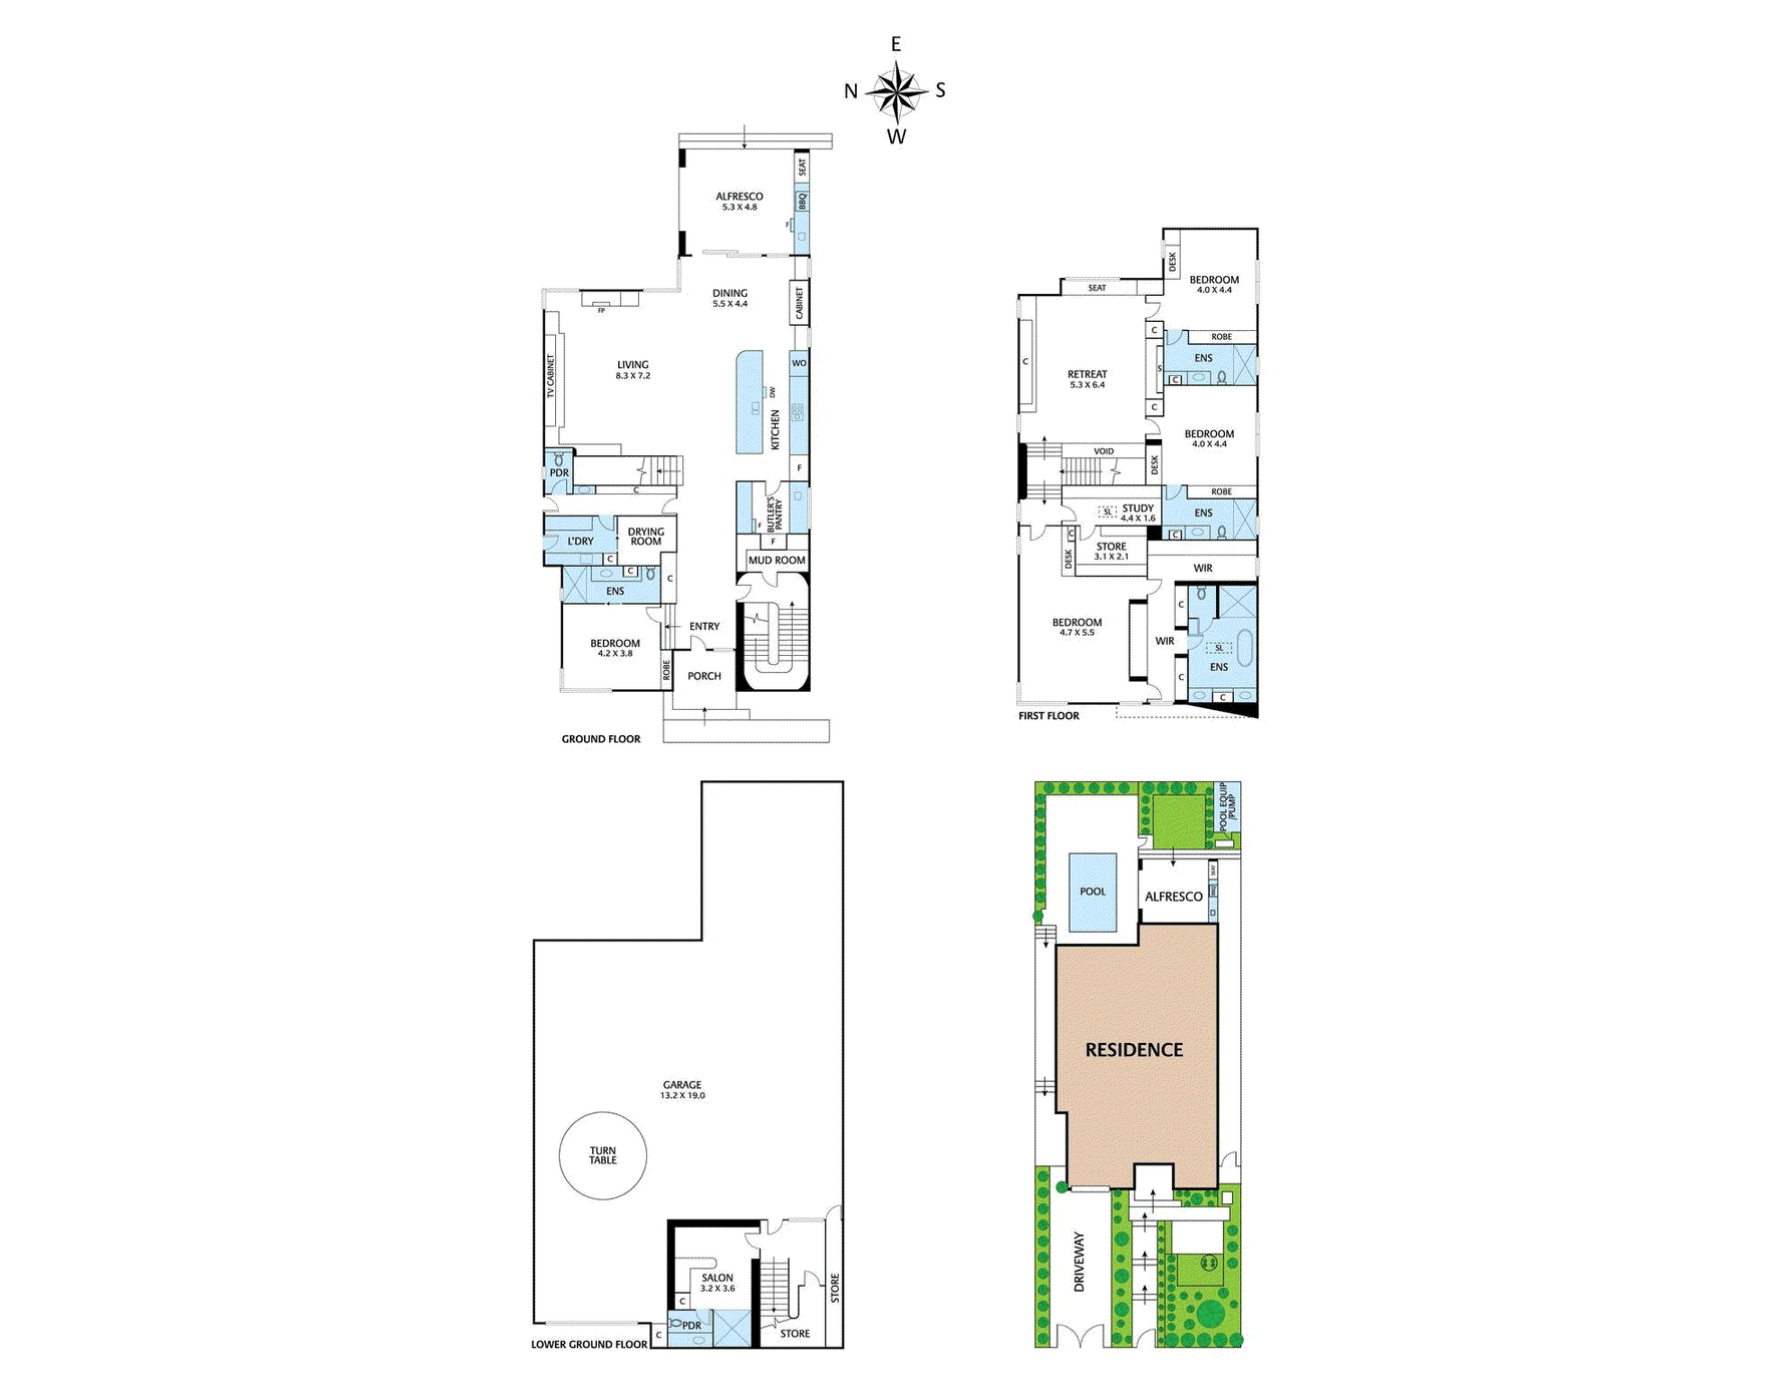 E
N
S
W
ALFRESCO
5.3 X 4.8
SEAT
BBQ
F
DINING
5.5 X 4.4
CABINET
FP
TV CABINET
LIVING
8.3 X 7.2
WO
DW
KITCHEN
F
PDR
C
BUTLER'S
PANTRY
F
L'DRY
DRYING
ROOM
C
F
MUD ROOM
C
C
ENS
ENTRY
BEDROOM
4.2 X 3.8
ROBE
PORCH
GROUND FLOOR
DESK
BEDROOM
4.0 X 4.4
SEAT
C
ROBE
ENS
C
C
S
RETREAT
5.3 X 6.4
C
BEDROOM
4.0 X 4.4
VOID
DESK
ROBE
SL
STUDY
4.4 X 1.6
ENS
C
C
STORE
3.1 X 2.1
DESK
WIR
C
BEDROOM
4.7 X 5.5
WIR
SL
ENS
C
C
FIRST FLOOR
GARAGE
13.2 X 19.0
TURN
TABLE
SALON
3.2 X 3.6
C
STORE
PDR
C
STORE
LOWER GROUND FLOOR
POOL EQUIP
/PUMP
POOL
ALFRESCO
RESIDENCE
DRIVEWAY